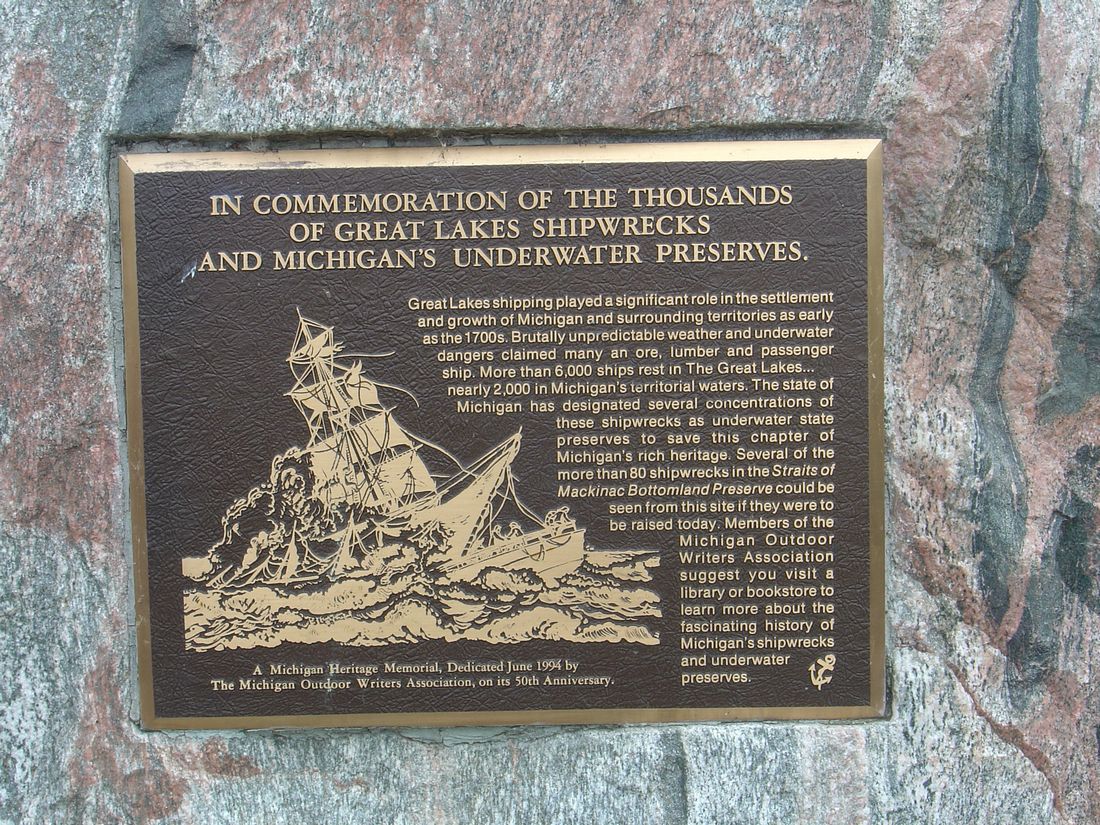 IN COMMEMORATION OF THE THOUSANDS
OF GREAT LAKES SHIPWRECKS
AND MICHIGAN'S UNDERWATER PRESERVES.
Great Lakes shipping played a significant role in the settlement
and growth of Michigan and surrounding territories as early
as the 1700s. Brutally unpredictable weather and underwater
dangers claimed many an ore, lumber and passenger
ship. More than 6,000 ships rest in The Great Lakes...
nearly 2,000 in Michigan's territorial waters. The state of
Michigan has designated several concentrations of
these shipwrecks as underwater state
preserves to save this chapter of
Michigan's rich heritage. Several of the
more than 80 shipwrecks in the Straits of
Mackinac Bottomland Preserve could be
seen from this site if they were to
be raised today. Members of the
Michigan Outdoor
Writers Association
suggest you visit a
library or bookstore to
learn more about the
fascinating history of
Michigan's shipwrecks
and underwater
preserves.
A Michigan Heritage Memorial, Dedicated June 1994 by
The Michigan Outdoor Writers Association, on its 50th Anniversary.